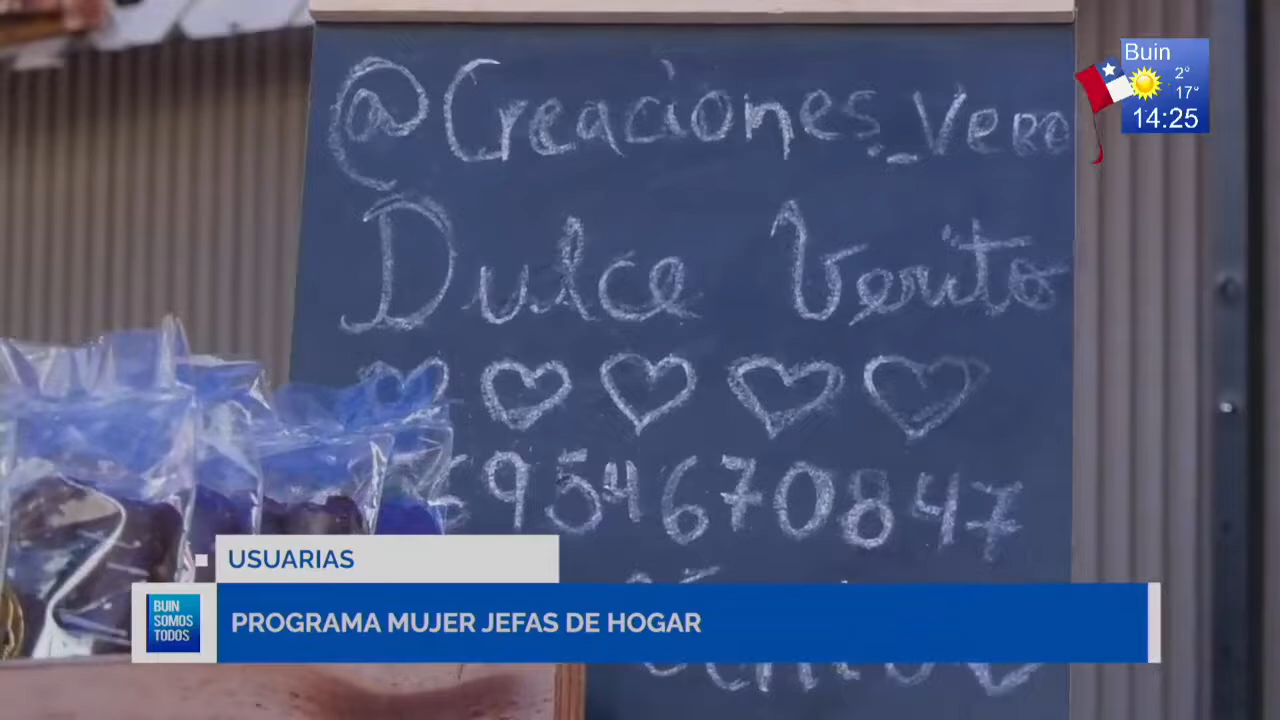 @Creaciones_Vero
Dulce Verito
954670847
Buin
2°
17°
14:25
USUARIAS
BUIN
SOMOS
TODOS
PROGRAMA MUJER JEFAS DE HOGAR